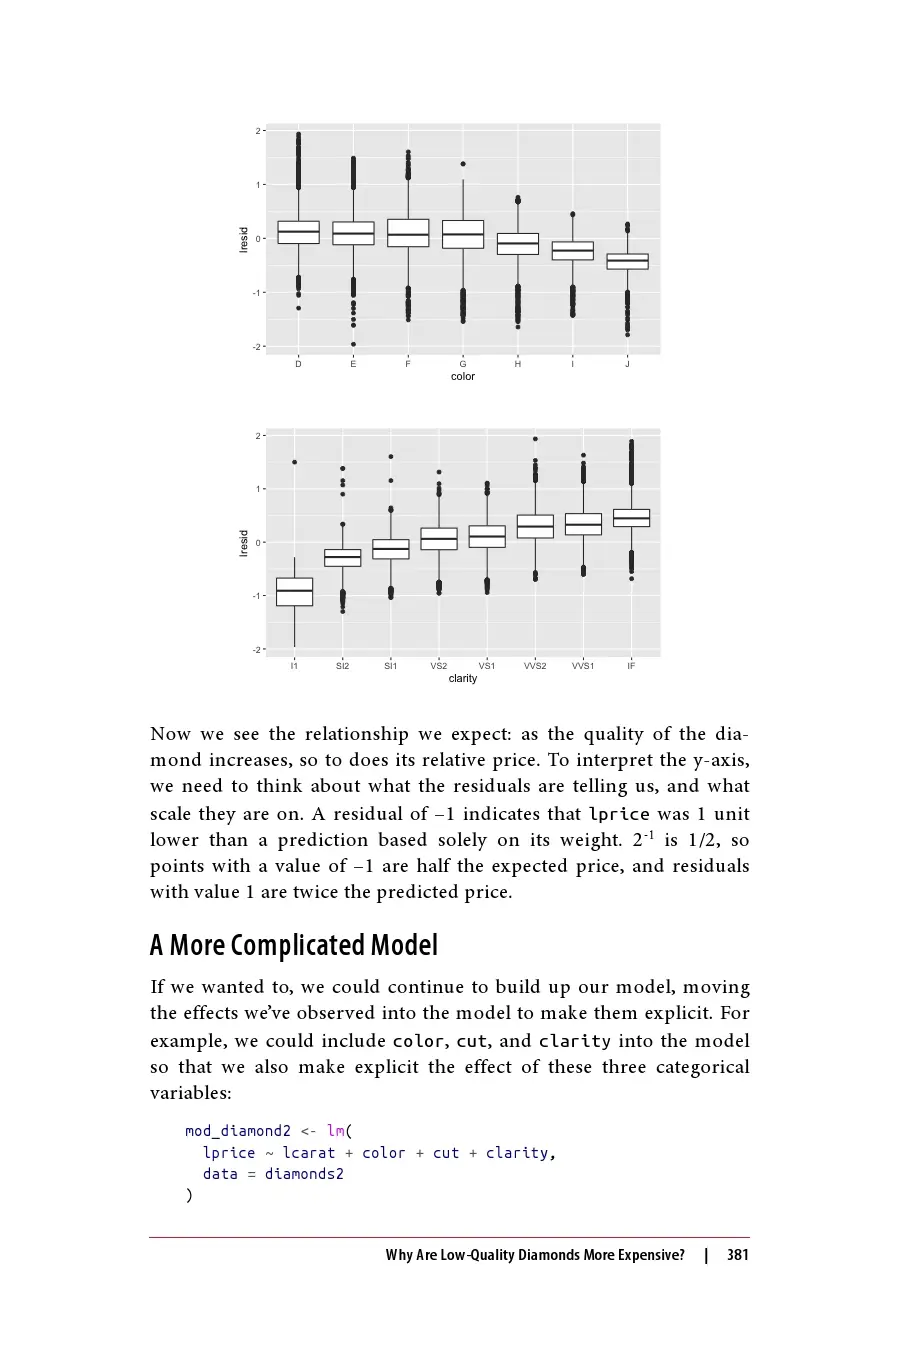 2
1
0
-1
-2
lresid
D E F G H I J
color
2
1
0
-1
-2
lresid
I1 SI2 SI1 VS2 VS1 VVS2 VVS1 IF
clarity
Now we see the relationship we expect: as the quality of the dia-
mond increases, so to does its relative price. To interpret the y-axis,
we need to think about what the residuals are telling us, and what
scale they are on. A residual of –1 indicates that lprice was 1 unit
lower than a prediction based solely on its weight. 2⁻¹ is 1/2, so
points with a value of –1 are half the expected price, and residuals
with value 1 are twice the predicted price.
A More Complicated Model
If we wanted to, we could continue to build up our model, moving
the effects we’ve observed into the model to make them explicit. For
example, we could include color, cut, and clarity into the model
so that we also make explicit the effect of these three categorical
variables:
mod_diamond2 <- lm(
lprice ~ lcarat + color + cut + clarity,
data = diamonds2
)
Why Are Low-Quality Diamonds More Expensive? | 381